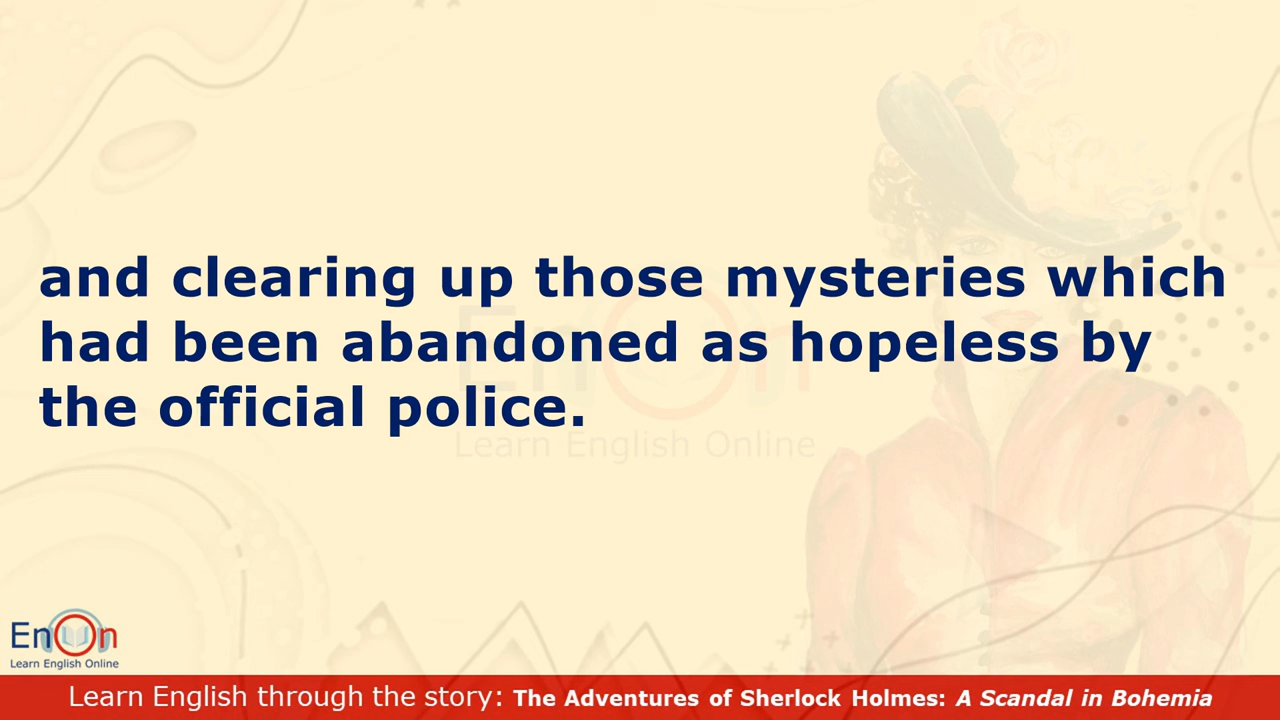 and clearing up those mysteries which
had been abandoned as hopeless by
the official police.
EnOn
Learn English Online
EnOn
Learn English Online
Learn English through the story: The Adventures of Sherlock Holmes: A Scandal in Bohemia